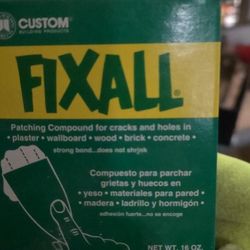 CUSTOM
BUILDING PRODUCTS
FIXALL®
Patching Compound for cracks and holes in
• plaster • wallboard • wood • brick • concrete •
strong bond...does not shrink
Compuesto para parchar
grietas y huecos en
• yeso • materiales para pared •
• madera • ladrillo y hormigón •
adhesión fuerte...no se encoge
NET WT. 16 OZ.